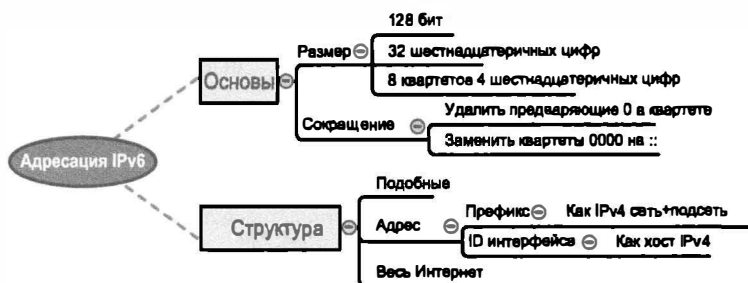 128 бит
Размер
32 шестнадцатеричных цифр
Основы
8 квартетов 4 шестнадцатеричных цифр
Удалить предваряющие 0 в квартете
Сокращение
Заменить квартеты 0000 на ::
Адресация IPv6
Подобные
Структура
Адрес
Префикс
Как IPv4 сеть+подсеть
ID интерфейса
Как хост IPv4
Весь Интернет